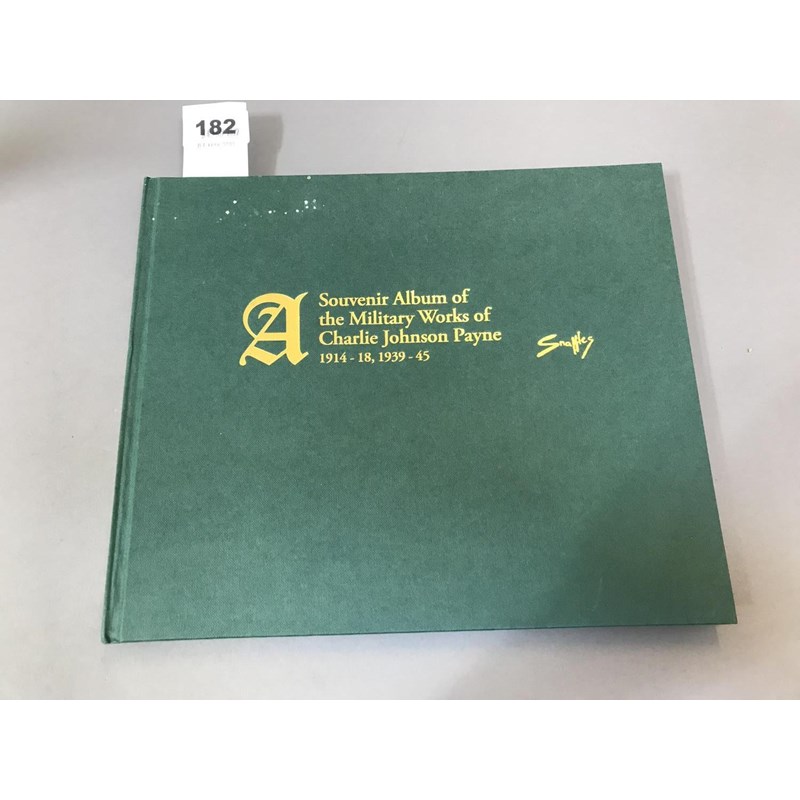 182
A
Souvenir Album of
the Military Works of
Charlie Johnson Payne
1914 - 18, 1939 - 45
Snaffles